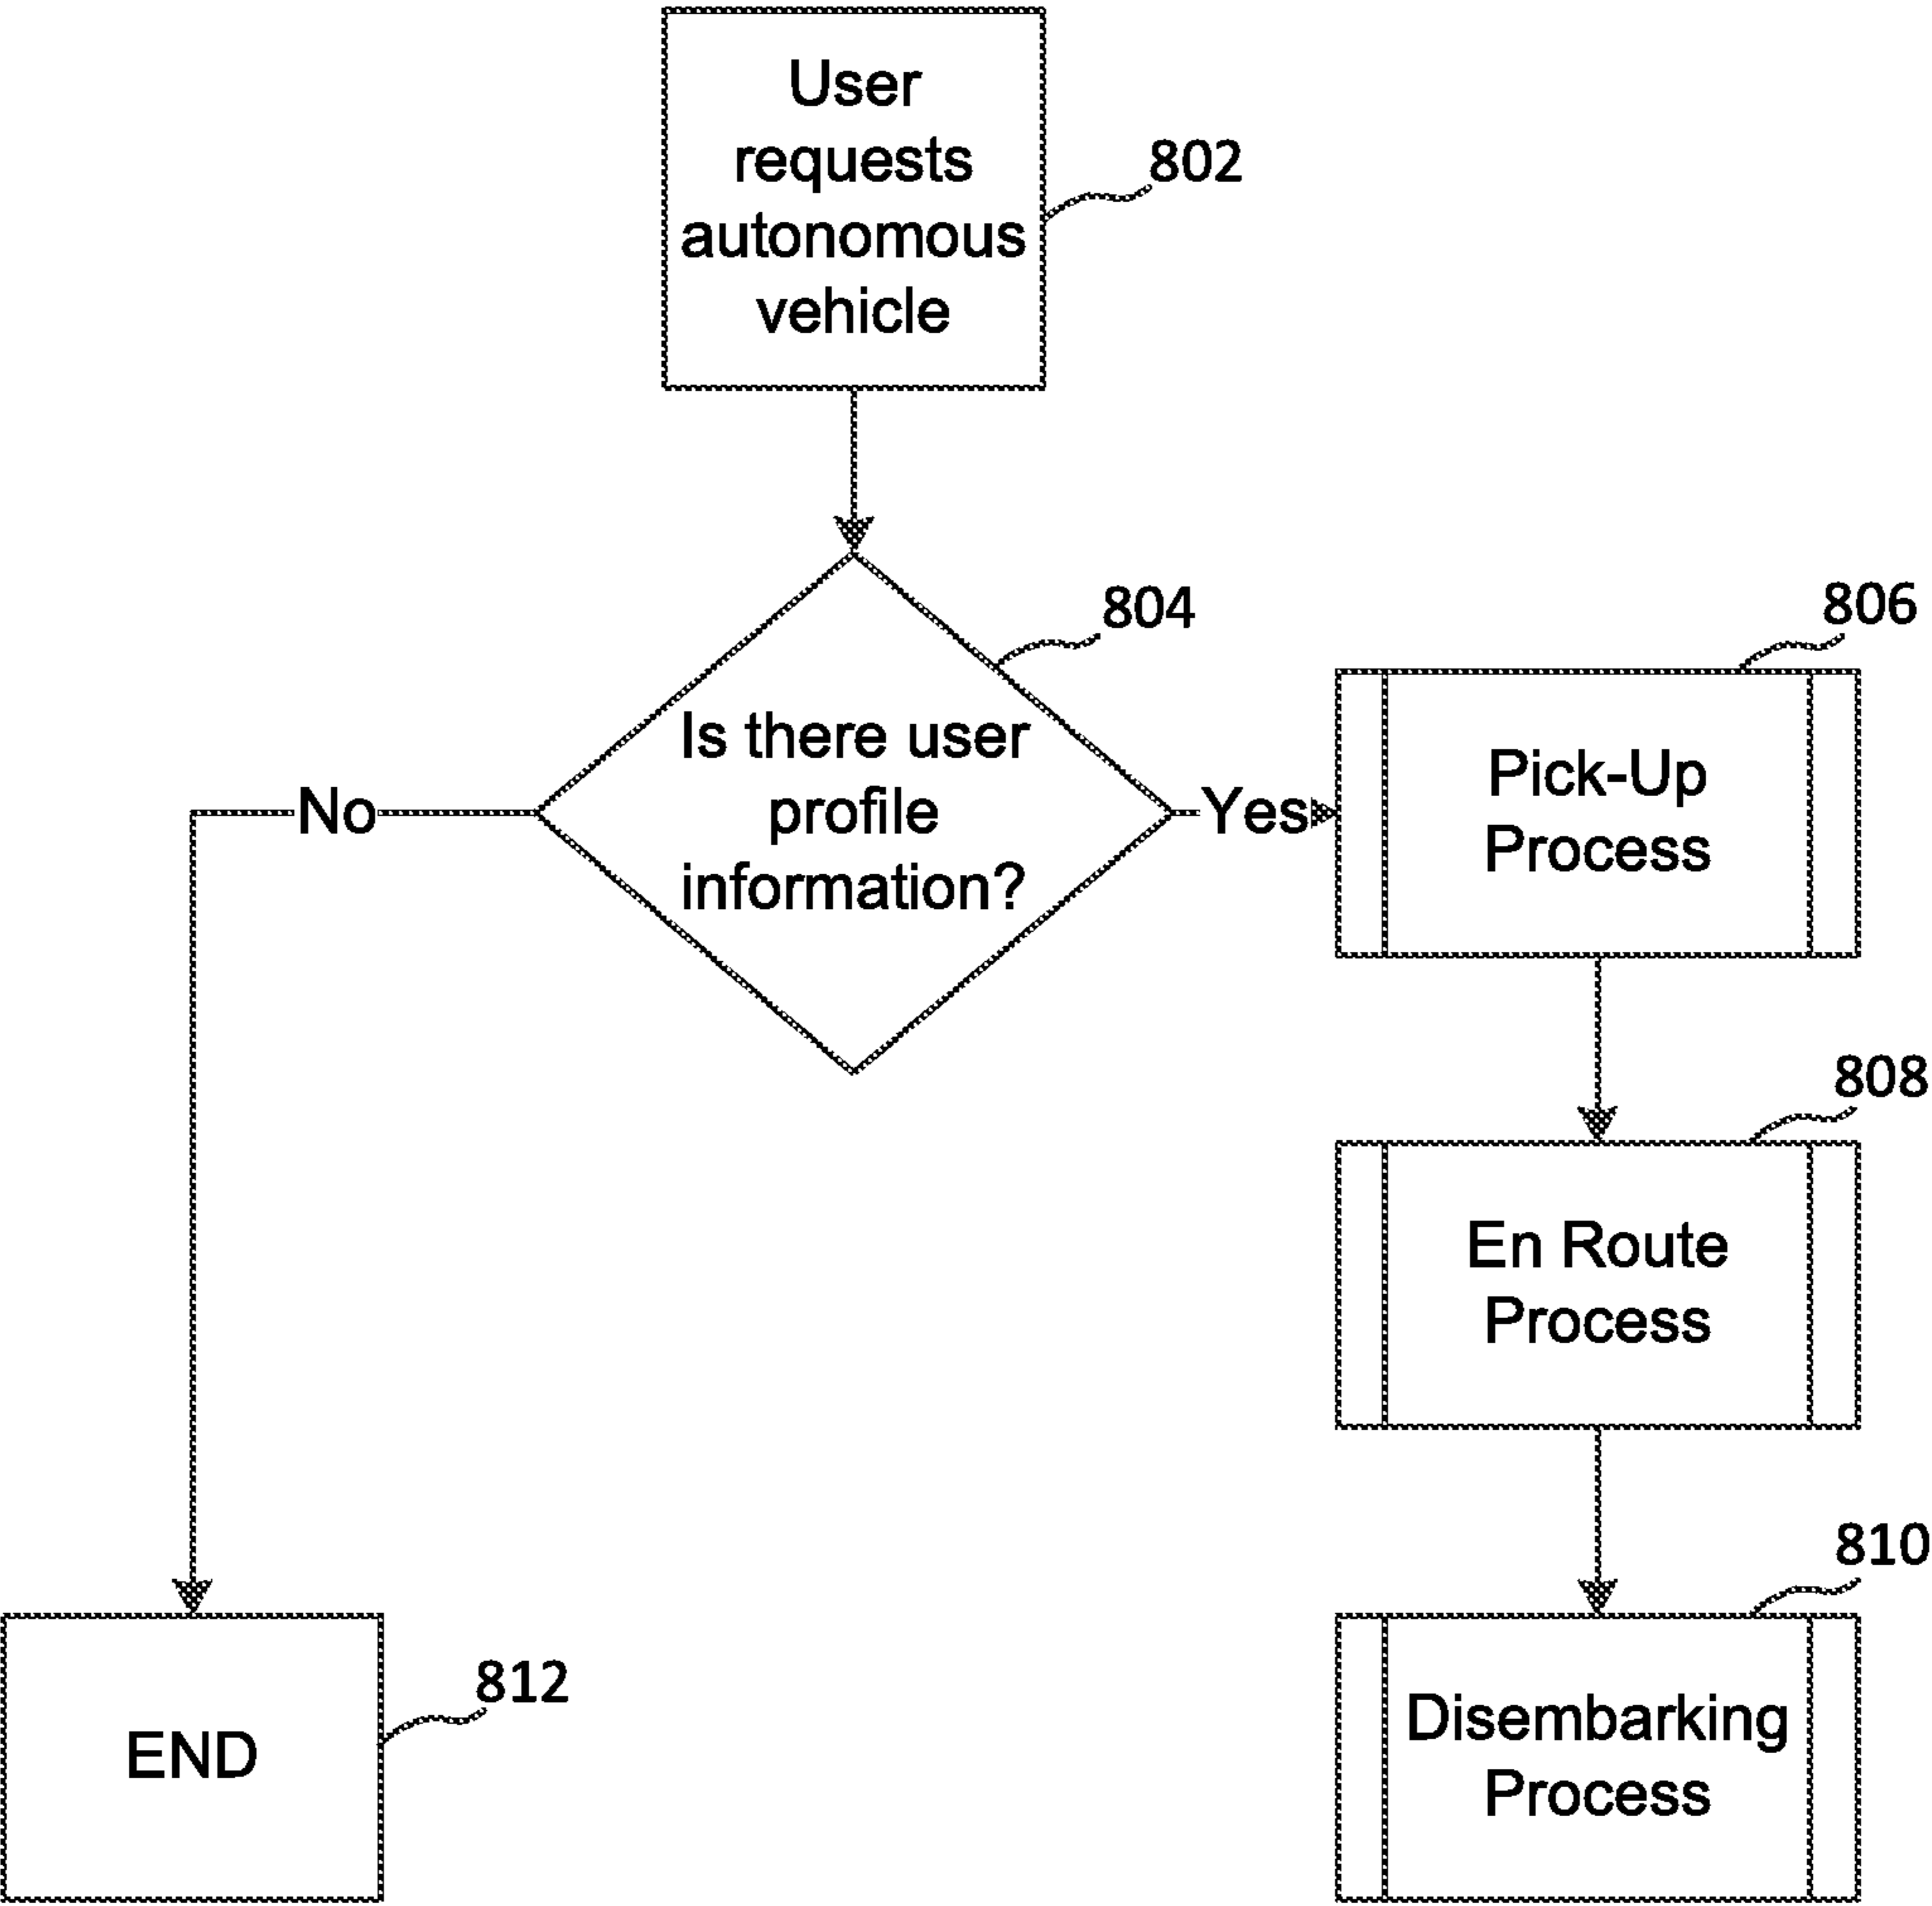 User
requests
autonomous
vehicle
802
804
806
Is there user
profile
information?
No
Yes
Pick-Up
Process
808
En Route
Process
810
812
END
Disembarking
Process